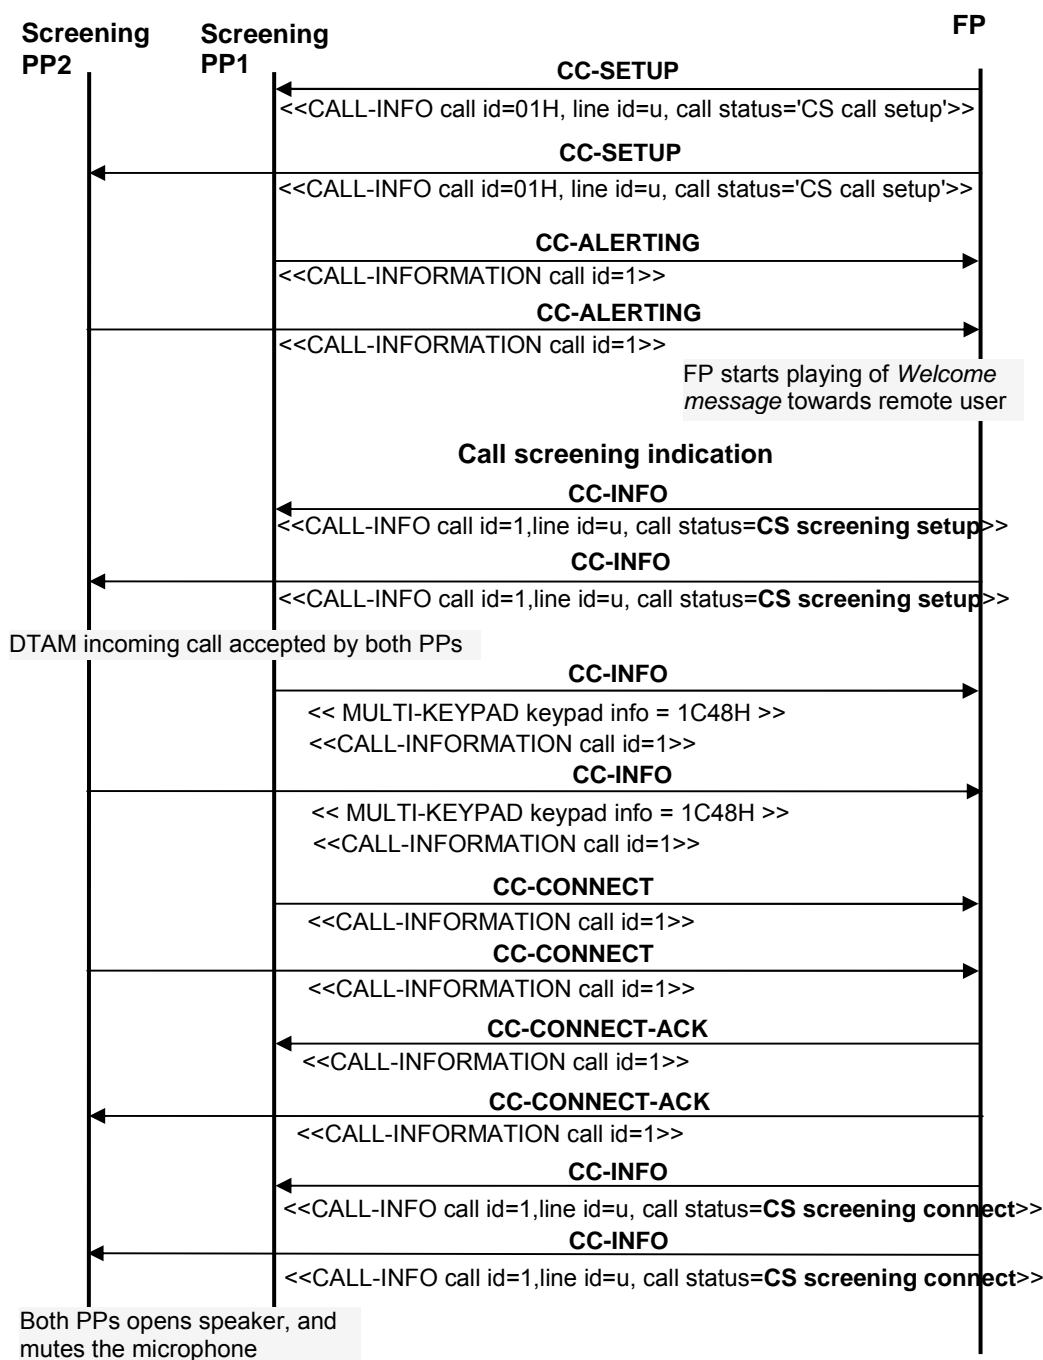 Screening PP2
Screening PP1
FP
CC-SETUP
<<CALL-INFO call id=01H, line id=u, call status='CS call setup'>>
CC-SETUP
<<CALL-INFO call id=01H, line id=u, call status='CS call setup'>>
CC-ALERTING
<<CALL-INFORMATION call id=1>>
CC-ALERTING
<<CALL-INFORMATION call id=1>>
FP starts playing of Welcome
message towards remote user
Call screening indication
CC-INFO
<<CALL-INFO call id=1,line id=u, call status=CS screening setup>>
CC-INFO
<<CALL-INFO call id=1,line id=u, call status=CS screening setup>>
DTAM incoming call accepted by both PPs
CC-INFO
<< MULTI-KEYPAD keypad info = 1C48H >>
<<CALL-INFORMATION call id=1>>
CC-INFO
<< MULTI-KEYPAD keypad info = 1C48H >>
<<CALL-INFORMATION call id=1>>
CC-CONNECT
<<CALL-INFORMATION call id=1>>
CC-CONNECT
<<CALL-INFORMATION call id=1>>
CC-CONNECT-ACK
<<CALL-INFORMATION call id=1>>
CC-CONNECT-ACK
<<CALL-INFORMATION call id=1>>
CC-INFO
<<CALL-INFO call id=1,line id=u, call status=CS screening connect>>
CC-INFO
<<CALL-INFO call id=1,line id=u, call status=CS screening connect>>
Both PPs opens speaker, and
mutes the microphone